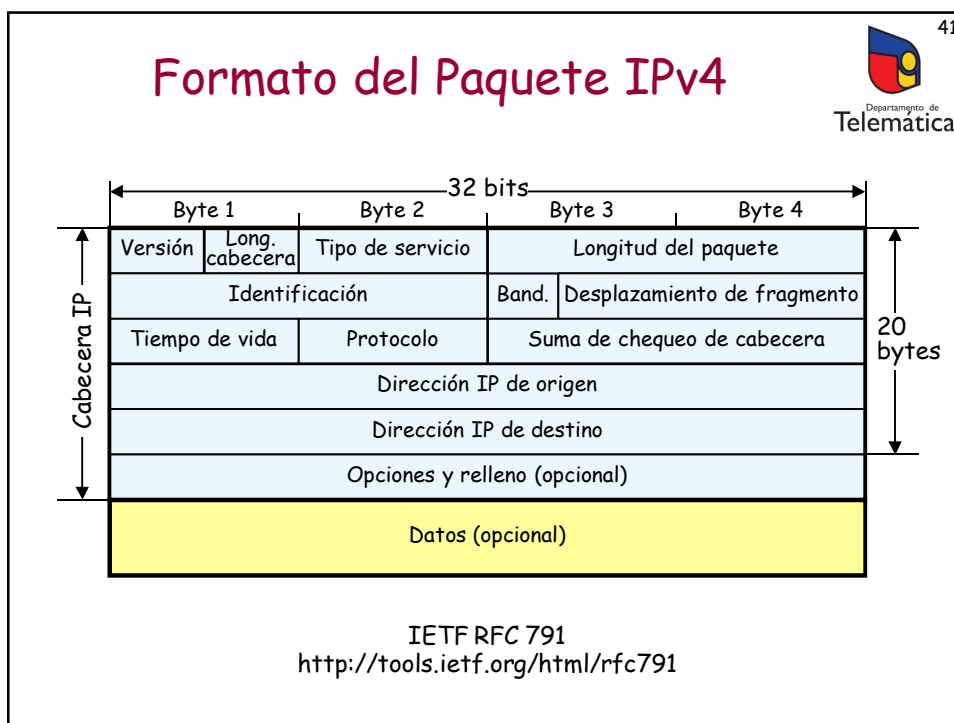 41
Formato del Paquete IPv4
Departamento de
Telemática
32 bits
Byte 1 Byte 2 Byte 3 Byte 4
Versión Long. cabecera Tipo de servicio Longitud del paquete
Identificación Band. Desplazamiento de fragmento
Tiempo de vida Protocolo Suma de chequeo de cabecera
Dirección IP de origen
Dirección IP de destino
Opciones y relleno (opcional)
Datos (opcional)
Cabecera IP
20
bytes
IETF RFC 791
http://tools.ietf.org/html/rfc791